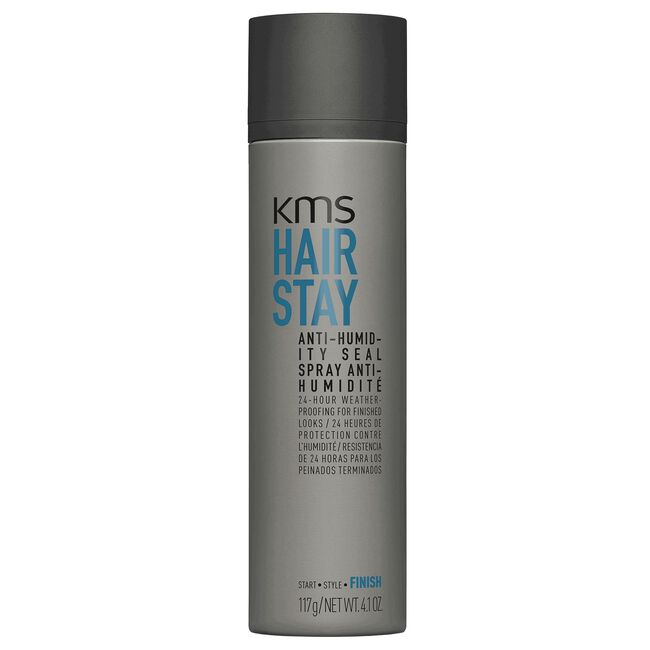 KMS
HAIR
STAY
ANTI-HUMID-
ITY SEAL
SPRAY ANTI-
HUMIDITÉ
24-HOUR WEATHER-
PROOFING FOR FINISHED
LOOKS / 24 HEURES DE
PROTECTION CONTRE
L'HUMIDITÉ / RESISTENCIA
DE 24 HORAS PARA LOS
PEINADOS TERMINADOS
START • STYLE • FINISH
117g/NET WT. 4.1 OZ.